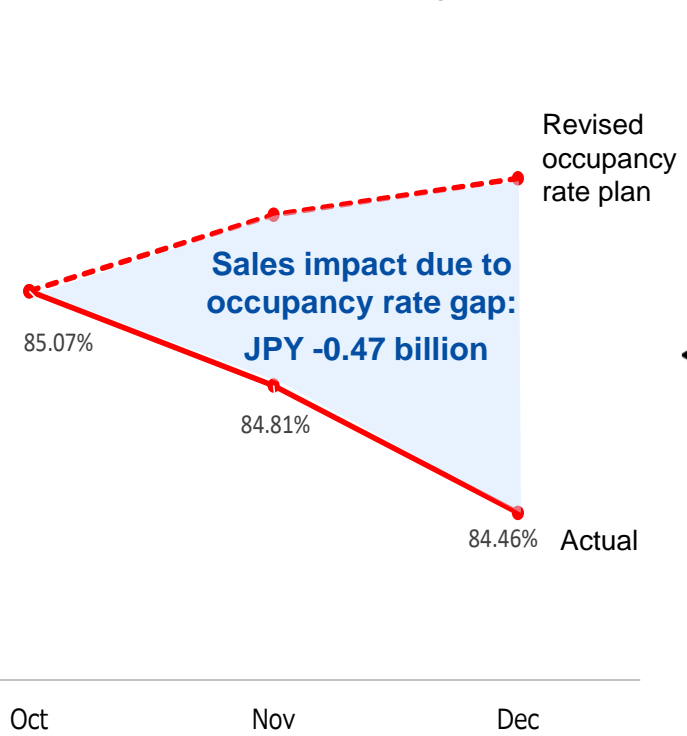 Revised
occupancy
rate plan
Sales impact due to
occupancy rate gap:
JPY -0.47 billion
85.07%
84.81%
84.46%
Actual
Oct
Nov
Dec